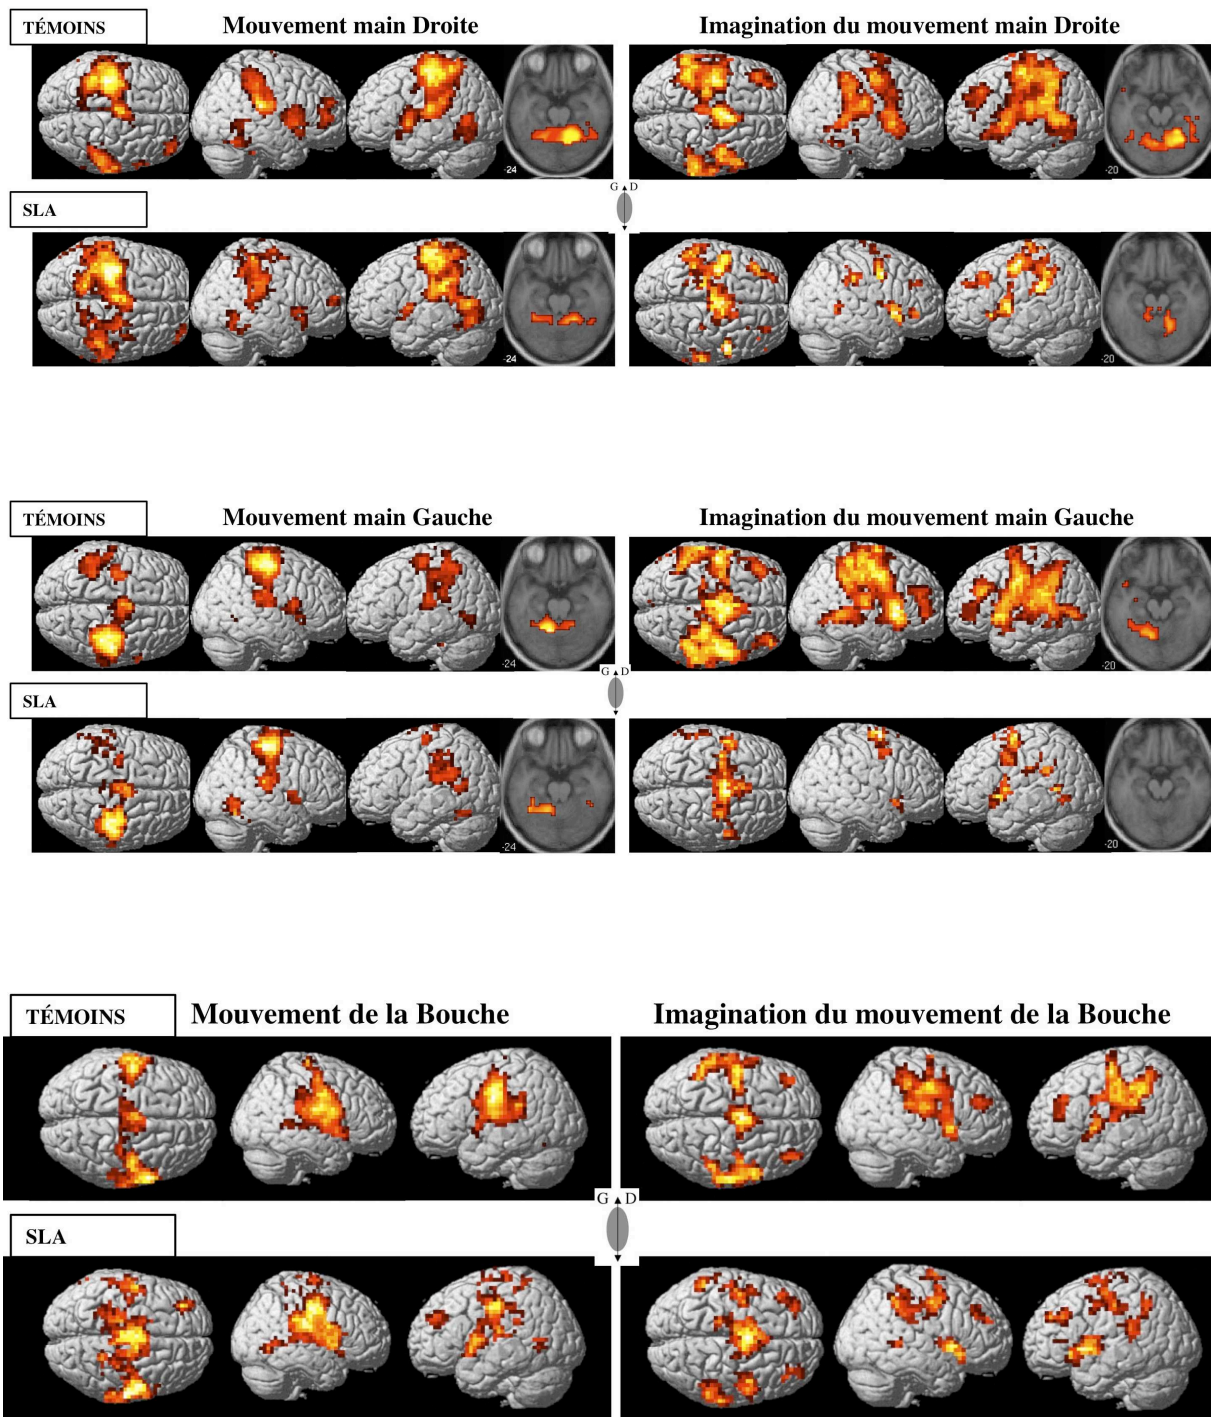 TÉMOINS
Mouvement main Droite
Imagination du mouvement main Droite
-24
-20
G D
SLA
-24
-20
TÉMOINS
Mouvement main Gauche
Imagination du mouvement main Gauche
-24
-20
G D
SLA
-24
-20
TÉMOINS
Mouvement de la Bouche
Imagination du mouvement de la Bouche
G D
SLA